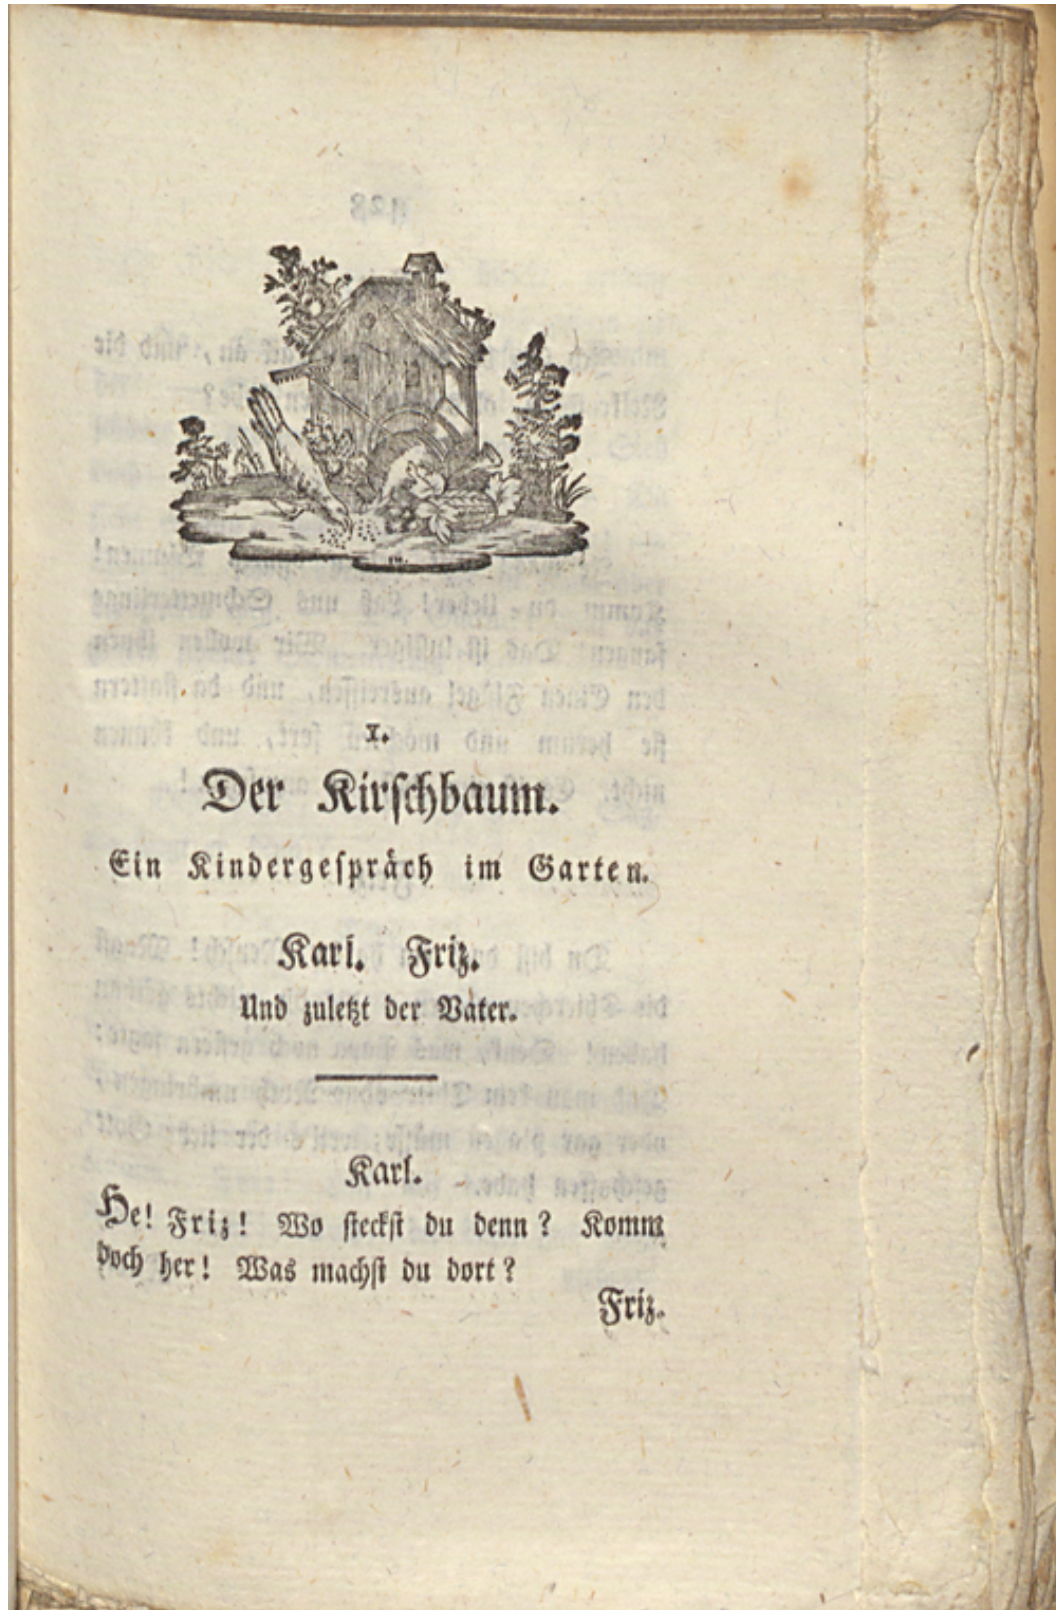 I.
Der Kirschbaum.
Ein Kindergespräch im Garten.
Karl. Friz.
Und zuletzt der Vater.
Karl.
He! Friz! Wo steckst du denn? Komm
doch her! Was machst du dort?
Friz.